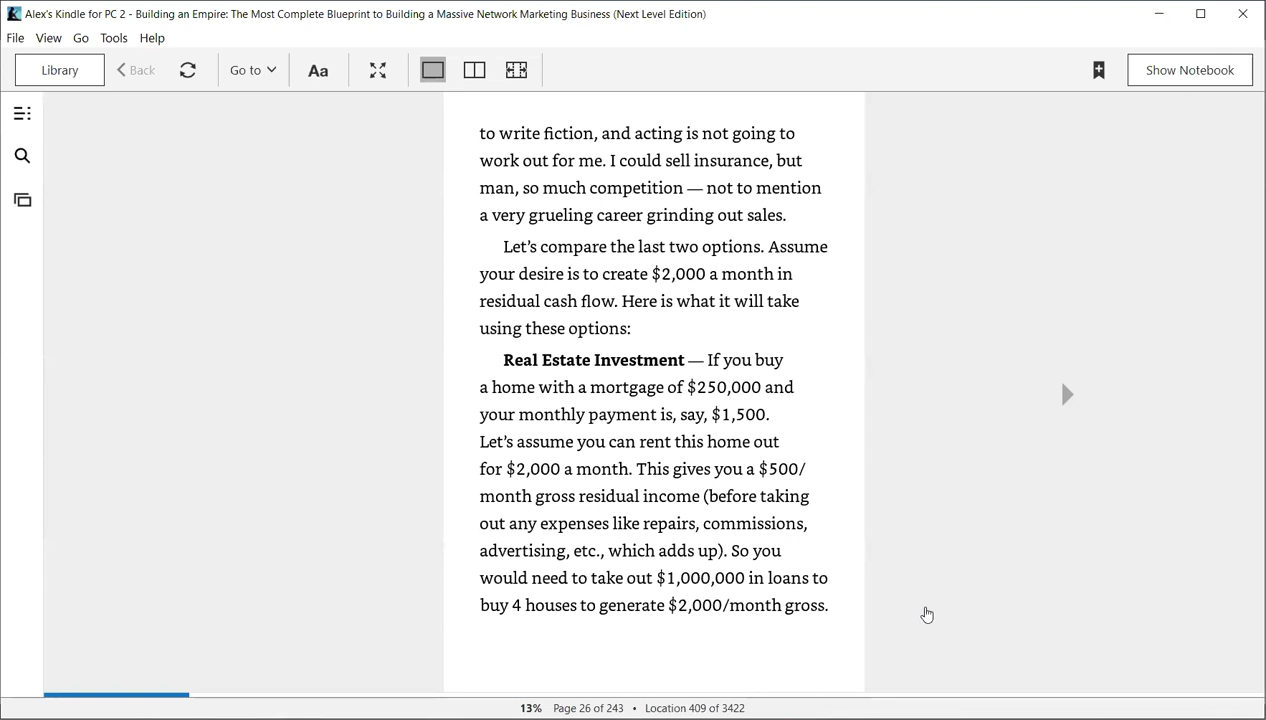 Alex's Kindle for PC 2 - Building an Empire: The Most Complete Blueprint to Building a Massive Network Marketing Business (Next Level Edition)
File View Go Tools Help
Library Back Go to Aa Show Notebook
to write fiction, and acting is not going to
work out for me. I could sell insurance, but
man, so much competition — not to mention
a very grueling career grinding out sales.
Let's compare the last two options. Assume
your desire is to create $2,000 a month in
residual cash flow. Here is what it will take
using these options:
Real Estate Investment — If you buy
a home with a mortgage of $250,000 and
your monthly payment is, say, $1,500.
Let's assume you can rent this home out
for $2,000 a month. This gives you a $500/
month gross residual income (before taking
out any expenses like repairs, commissions,
advertising, etc., which adds up). So you
would need to take out $1,000,000 in loans to
buy 4 houses to generate $2,000/month gross.
13% Page 26 of 243 • Location 409 of 3422